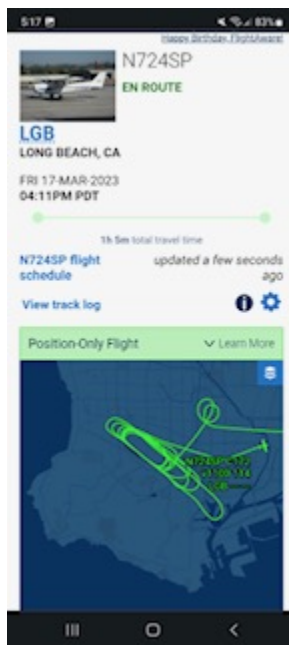 5:17
83%
Happy Birthday, FlightAware!
N724SP
EN ROUTE
LGB
LONG BEACH, CA
FRI 17-MAR-2023
04:11PM PDT
1h 5m total travel time
N724SP flight schedule
updated a few seconds ago
View track log
Position-Only Flight
Learn More
N724SP C172
LGB